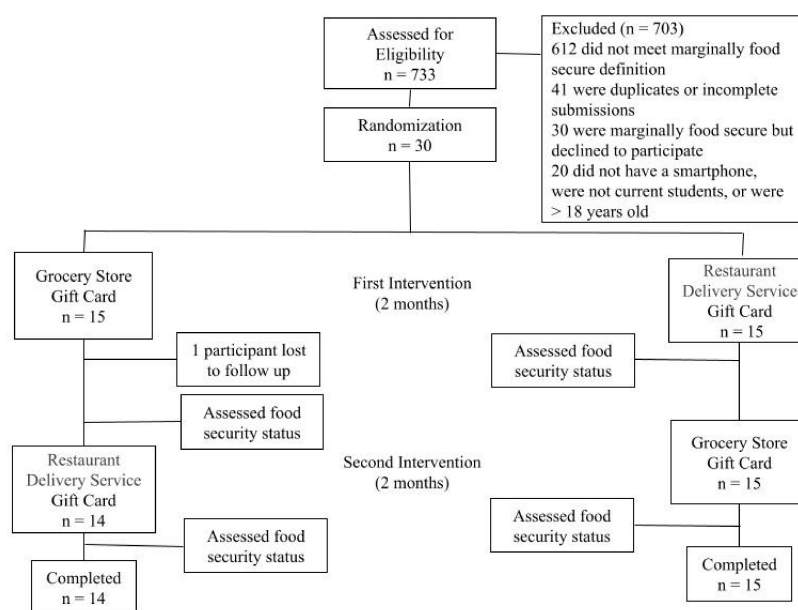 Assessed for
Eligibility
n = 733
Excluded (n = 703)
612 did not meet marginally food
secure definition
41 were duplicates or incomplete
submissions
30 were marginally food secure but
declined to participate
20 did not have a smartphone,
were not current students, or were
> 18 years old
Randomization
n = 30
Grocery Store
Gift Card
n = 15
First Intervention
(2 months)
Restaurant
Delivery Service
Gift Card
n = 15
1 participant lost
to follow up
Assessed food
security status
Assessed food
security status
Restaurant
Delivery Service
Gift Card
n = 14
Second Intervention
(2 months)
Grocery Store
Gift Card
n = 15
Assessed food
security status
Assessed food
security status
Completed
n = 14
Completed
n = 15